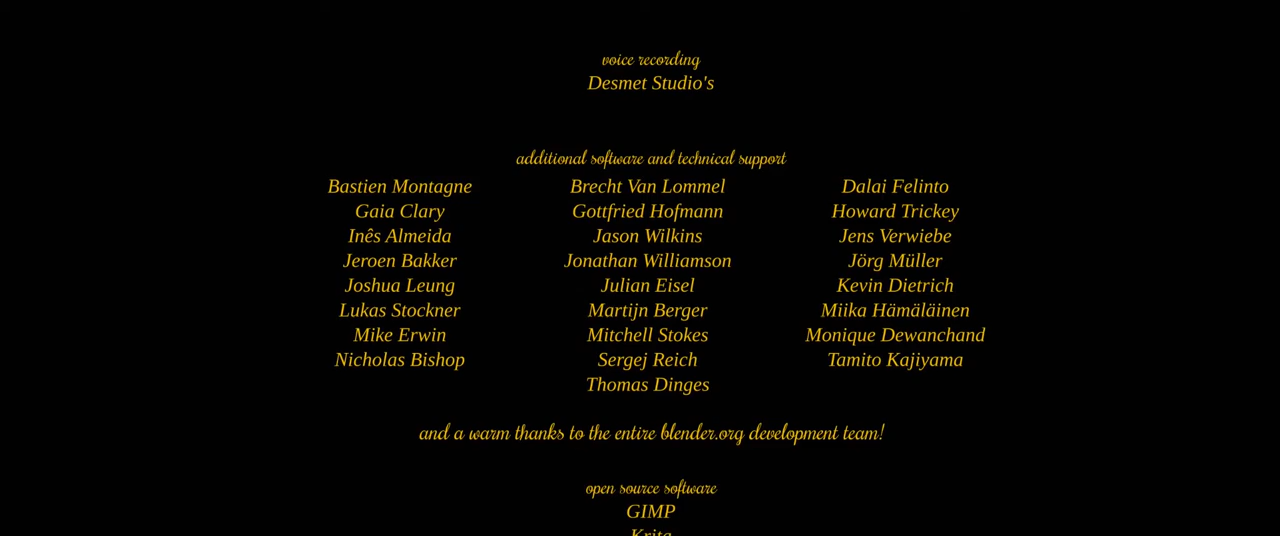 voice recording
Desmet Studio's
additional software and technical support
Bastien Montagne Brecht Van Lommel Dalai Felinto
Gaia Clary Gottfried Hofmann Howard Trickey
Inês Almeida Jason Wilkins Jens Verwiebe
Jeroen Bakker Jonathan Williamson Jörg Müller
Joshua Leung Julian Eisel Kevin Dietrich
Lukas Stockner Martijn Berger Miika Hämäläinen
Mike Erwin Mitchell Stokes Monique Dewanchand
Nicholas Bishop Sergej Reich Tamito Kajiyama
Thomas Dinges
and a warm thanks to the entire blender.org development team!
open source software
GIMP
Krita